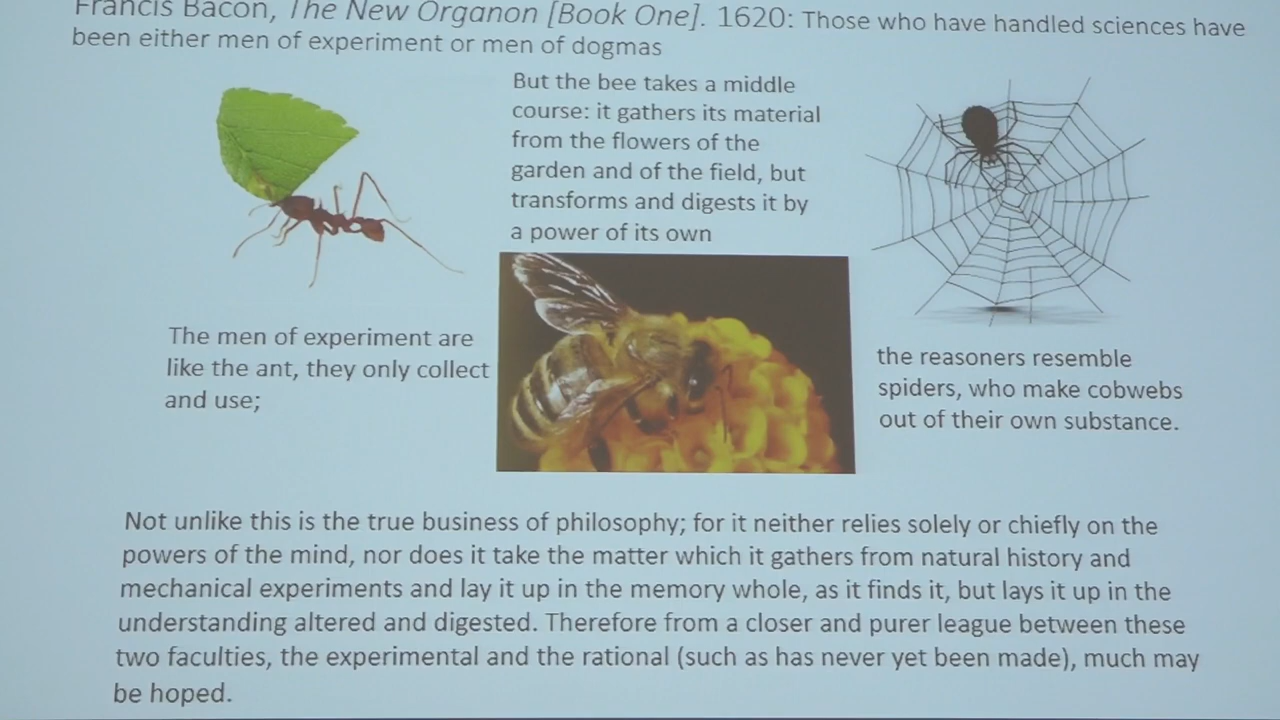 Francis Bacon, The New Organon [Book One]. 1620: Those who have handled sciences have
been either men of experiment or men of dogmas
The men of experiment are
like the ant, they only collect
and use;
But the bee takes a middle
course: it gathers its material
from the flowers of the
garden and of the field, but
transforms and digests it by
a power of its own
the reasoners resemble
spiders, who make cobwebs
out of their own substance.
Not unlike this is the true business of philosophy; for it neither relies solely or chiefly on the
powers of the mind, nor does it take the matter which it gathers from natural history and
mechanical experiments and lay it up in the memory whole, as it finds it, but lays it up in the
understanding altered and digested. Therefore from a closer and purer league between these
two faculties, the experimental and the rational (such as has never yet been made), much may
be hoped.